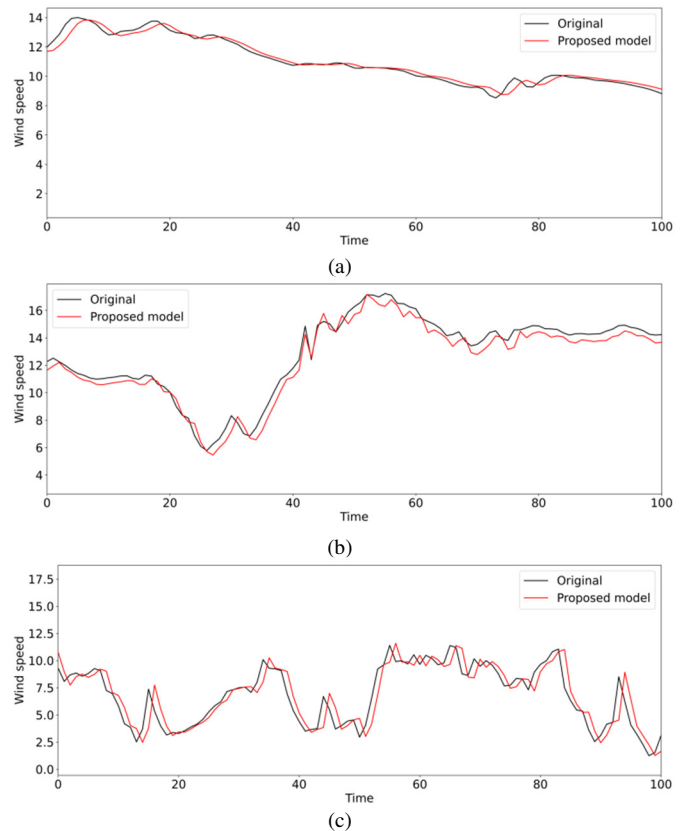 14
12
10
8
6
4
2
Wind speed
Original
Proposed model
0 20 40 60 80 100
Time
(a)
16
14
12
10
8
6
4
Wind speed
Original
Proposed model
0 20 40 60 80 100
Time
(b)
17.5
15.0
12.5
10.0
7.5
5.0
2.5
0.0
Wind speed
Original
Proposed model
0 20 40 60 80 100
Time
(c)